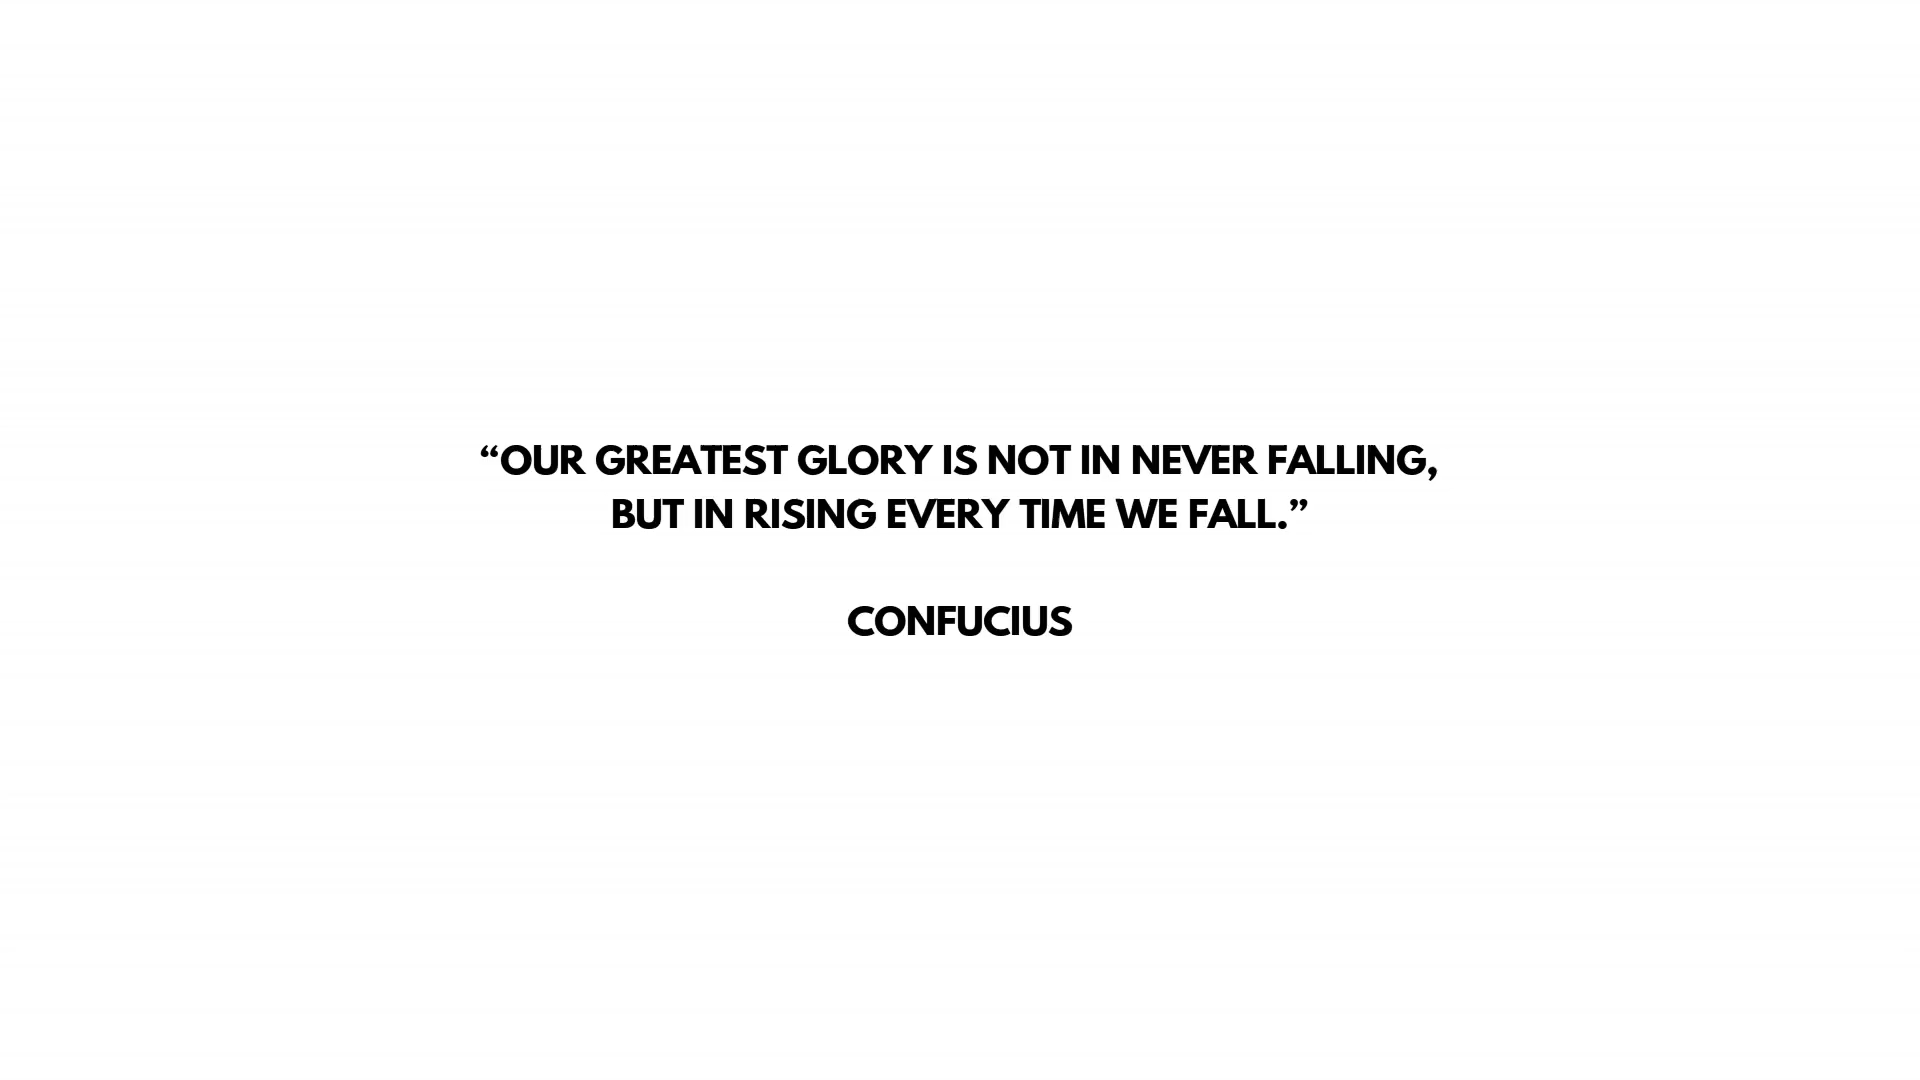 “OUR GREATEST GLORY IS NOT IN NEVER FALLING,
BUT IN RISING EVERY TIME WE FALL.”
CONFUCIUS